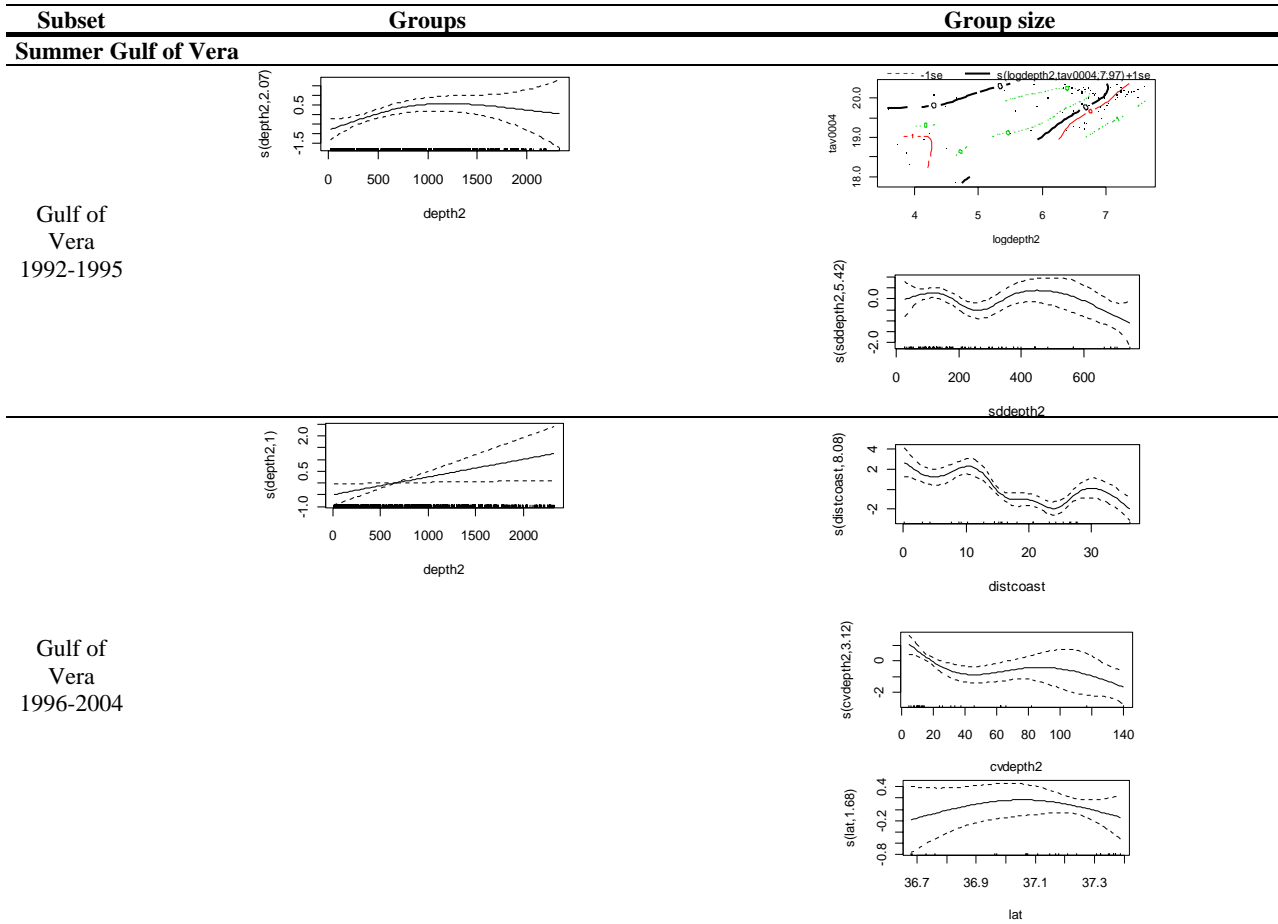 Subset Groups Group size
Summer Gulf of Vera
Gulf of
Vera
1992-1995
s(depth2,2.07)
-1.5 0.5
0 500 1000 1500 2000
depth2
-1se s(logdepth2,tav0004,7.97) +1se
tav0004
18.0 19.0 20.0
4 5 6 7
logdepth2
s(sddepth2,5.42)
-2.0 0.0
0 200 400 600
sddepth2
Gulf of
Vera
1996-2004
s(depth2,1)
-1.0 0.5 2.0
0 500 1000 1500 2000
depth2
s(distcoast,8.08)
-2 2 4
0 10 20 30
distcoast
s(cvdepth2,3.12)
-2 0
0 20 40 60 80 100 140
cvdepth2
s(lat,1.68)
-0.8 -0.2 0.4
36.7 36.9 37.1 37.3
lat